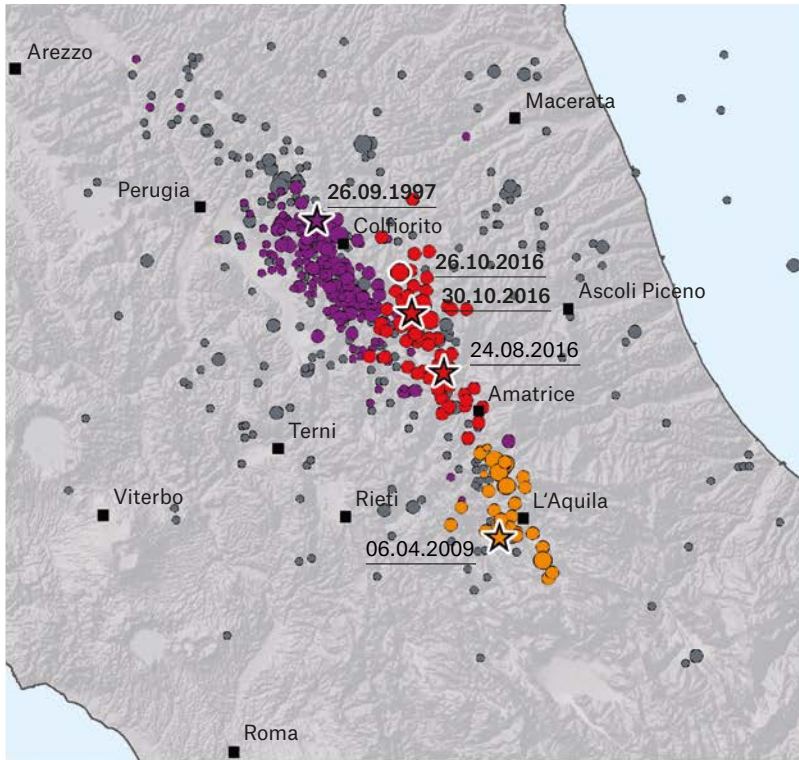 Arezzo
Macerata
Perugia
26.09.1997
Colfiorito
26.10.2016
30.10.2016
Ascoli Piceno
24.08.2016
Amatrice
Terni
Viterbo
Rieti
L'Aquila
06.04.2009
Roma